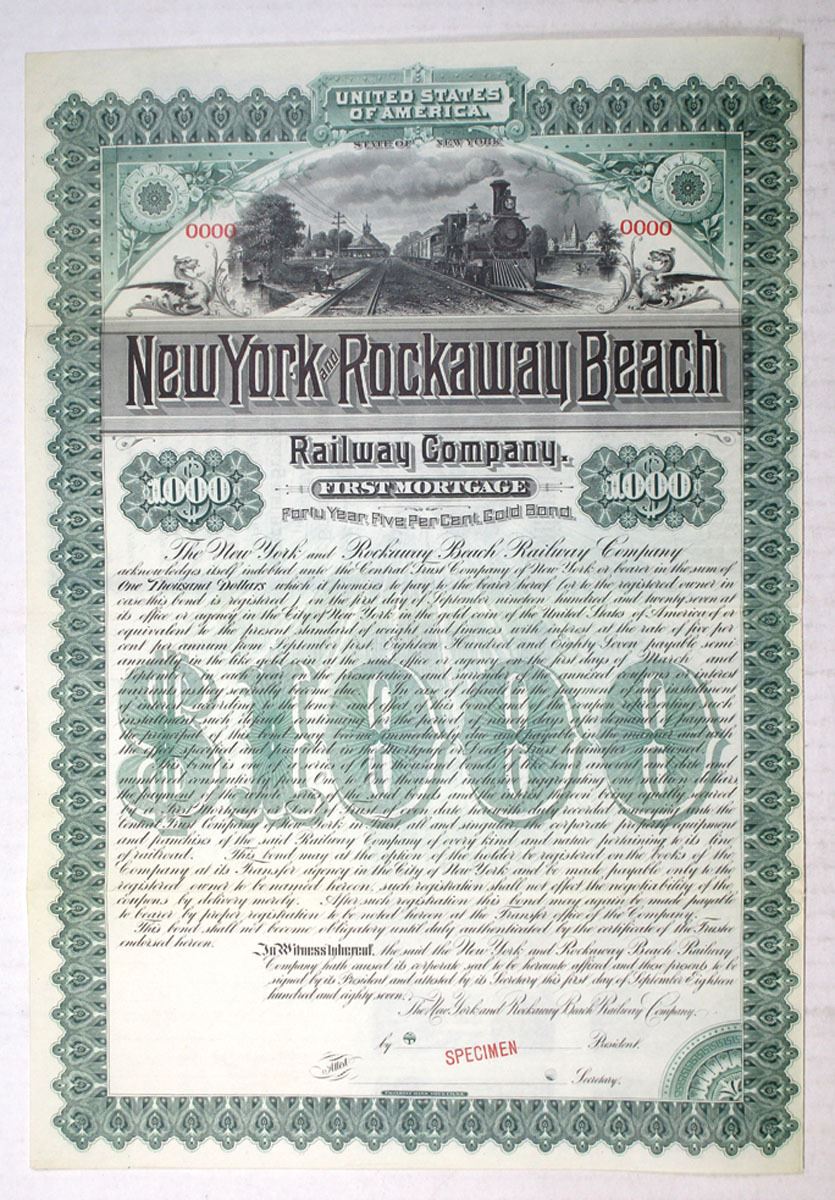 UNITED STATES
OF AMERICA.
STATE OF NEW YORK
0000 0000
New York and Rockaway Beach
Railway Company.
1000 1000
FIRST MORTGAGE
Forty Year, Five Per Cent, Gold Bond.
The New York and Rockaway Beach Railway Company
acknowledges itself indebted unto the Central Trust Company of New York or bearer in the sum of
One Thousand Dollars which it promises to pay to the bearer hereof (or to the registered owner in
case this bond is registered) on the first day of September nineteen hundred and twenty seven at
its office or agency in the City of New York in the gold coin of the United States of America of or
equivalent to the present standard of weight and fineness with interest at the rate of five per
cent per annum from September first Eighteen Hundred and Eighty Seven payable semi
annually in the like gold coin at the said office or agency on the first days of March and
September in each year on the presentation and surrender of the annexed coupons or interest
warrants as they severally become due. In case of default in the payment of any installment
of interest according to the tenor and effect of this bond or of the coupon representing such
installment such default continuing for the period of ninety days after demand of payment
the principal of this bond may become immediately due and payable in the manner and with
the effect specified and provided in the Mortgage or Deed of Trust hereinafter mentioned.
This bond is one of a series of one thousand bonds of the same amount and date and
numbered consecutively from one to one thousand inclusive aggregating one million dollars
the payment of the whole series of the said bonds and the interest thereon being equally secured
by a First Mortgage or Deed of Trust of even date herewith duly recorded conveying unto the
Central Trust Company of New York in trust all and singular the corporate property equipment
and franchises of the said Railway Company of every kind and nature pertaining to its line
of railroad. This bond may at the option of the holder be registered on the books of the
Company at its Transfer agency in the City of New York and be made payable only to the
registered owner to be named hereon, such registration shall not affect the negotiability of the
coupons by delivery merely. After such registration this bond may again be made payable
to bearer by proper registration to be noted hereon at the Transfer office of the Company.
This bond shall not become obligatory until duly authenticated by the certificate of the Trustee
endorsed hereon.
$1000
In Witness whereof, the said the New York and Rockaway Beach Railway
Company hath caused its corporate seal to be hereunto affixed and these presents to be
signed by its President and attested by its Secretary this first day of September Eighteen
hundred and eighty seven.
The New York and Rockaway Beach Railway Company.
by President.
SPECIMEN
Attest
Secretary.